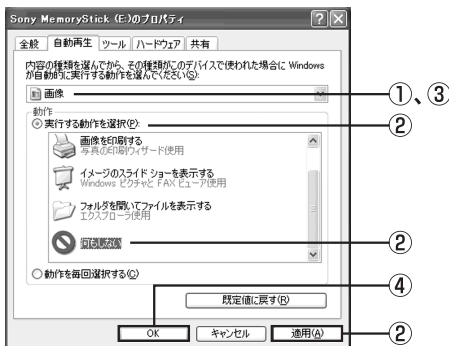 Sony MemoryStick (E:)のプロパティ
全般 自動再生 ツール ハードウェア 共有
内容の種類を選んでから、その種類がこのデバイスで使われた場合に Windows
が自動的に実行する動作を選んでください(S):
画像
①、③
動作
実行する動作を選択(P):
②
画像を印刷する
写真の印刷ウィザード使用
イメージのスライド ショーを表示する
Windows ピクチャと FAX ビューア使用
フォルダを開いてファイルを表示する
エクスプローラ使用
何もしない
②
動作を毎回選択する(C)
④
既定値に戻す(R)
OK キャンセル 適用(A)
②